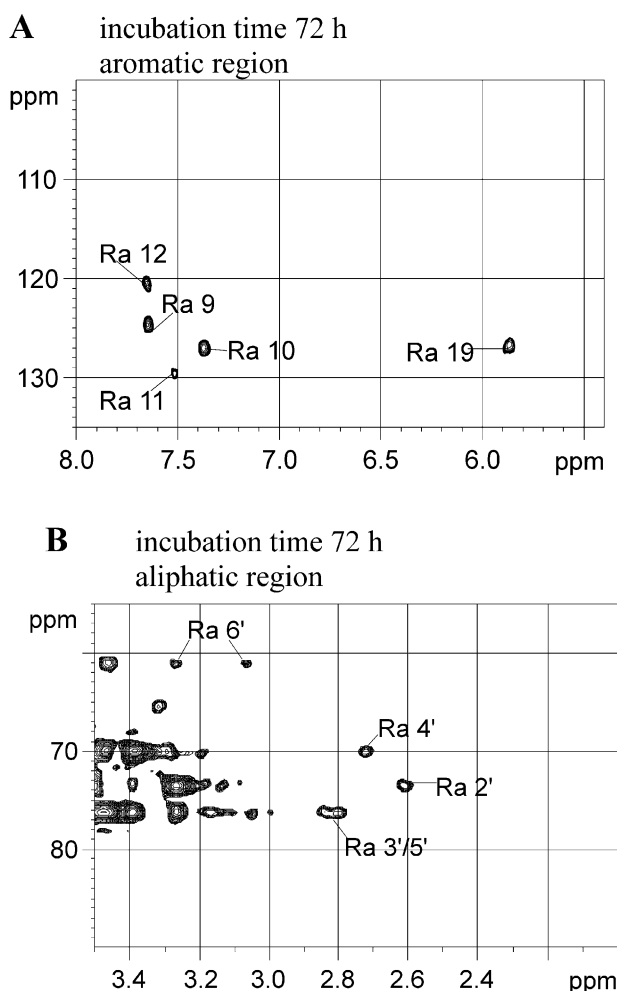 A incubation time 72 h
aromatic region
ppm
110
Ra 12
120
Ra 9
Ra 10
Ra 19
130
Ra 11
8.0 7.5 7.0 6.5 6.0 ppm
B incubation time 72 h
aliphatic region
ppm
Ra 6'
Ra 4'
70
Ra 2'
Ra 3'/5'
80
3.4 3.2 3.0 2.8 2.6 2.4 ppm